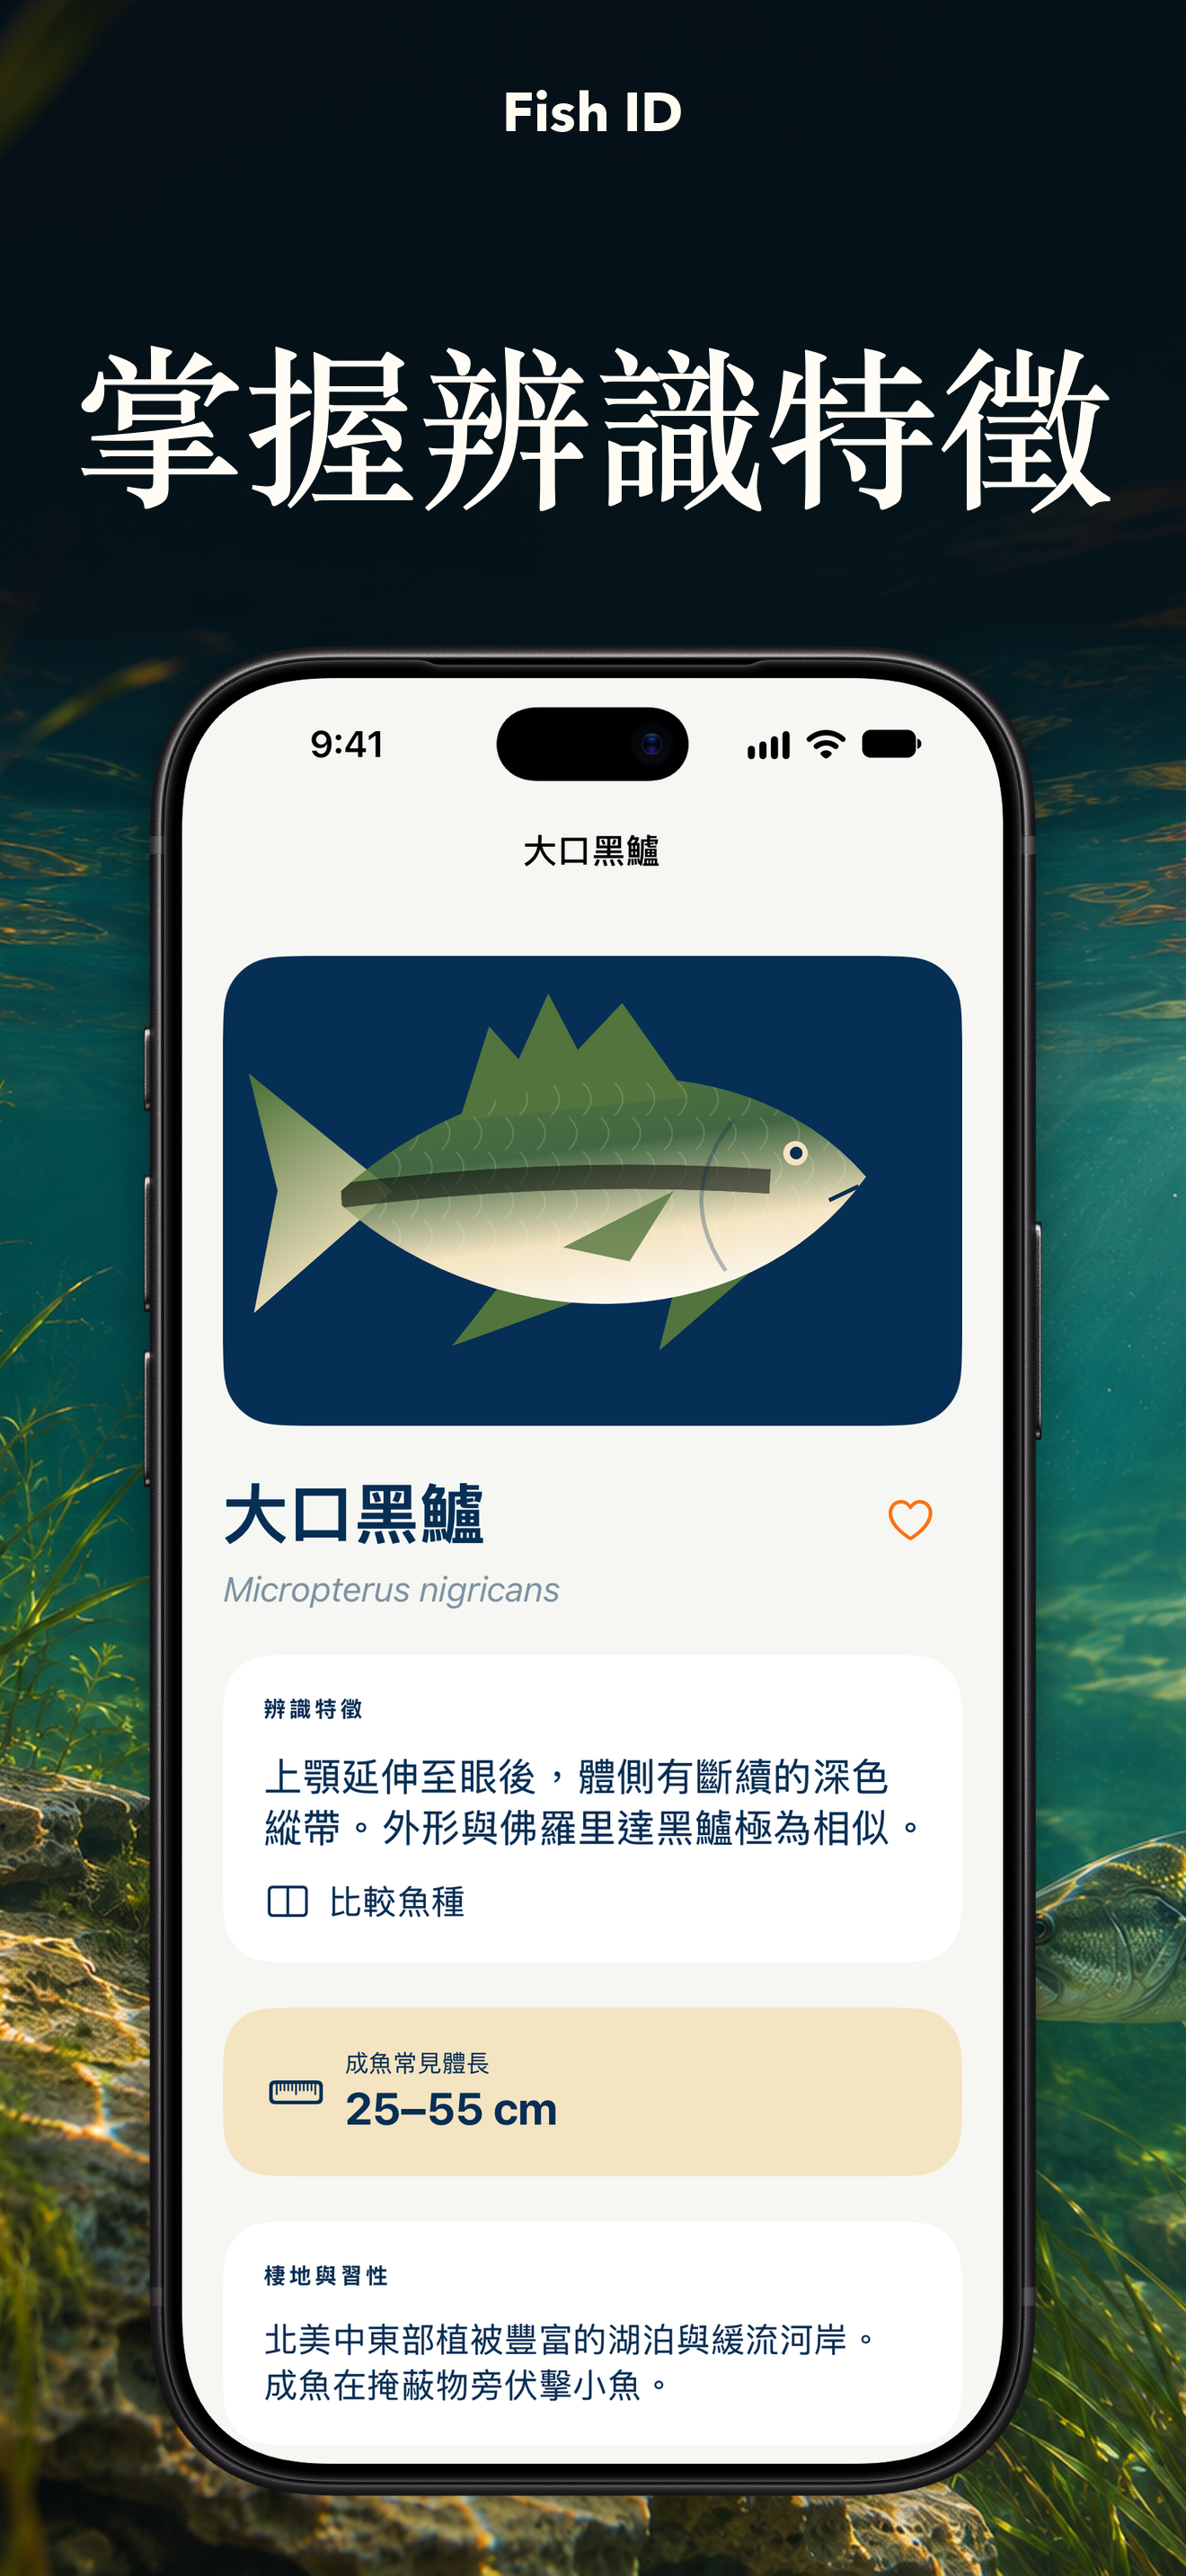 Fish ID
掌握辨識特徵
9:41
大口黑鱸
大口黑鱸
Micropterus nigricans
辨識特徵
上顎延伸至眼後，體側有斷續的深色
縱帶。外形與佛羅里達黑鱸極為相似。
比較魚種
成魚常見體長
25–55 cm
棲地與習性
北美中東部植被豐富的湖泊與緩流河岸。
成魚在掩蔽物旁伏擊小魚。